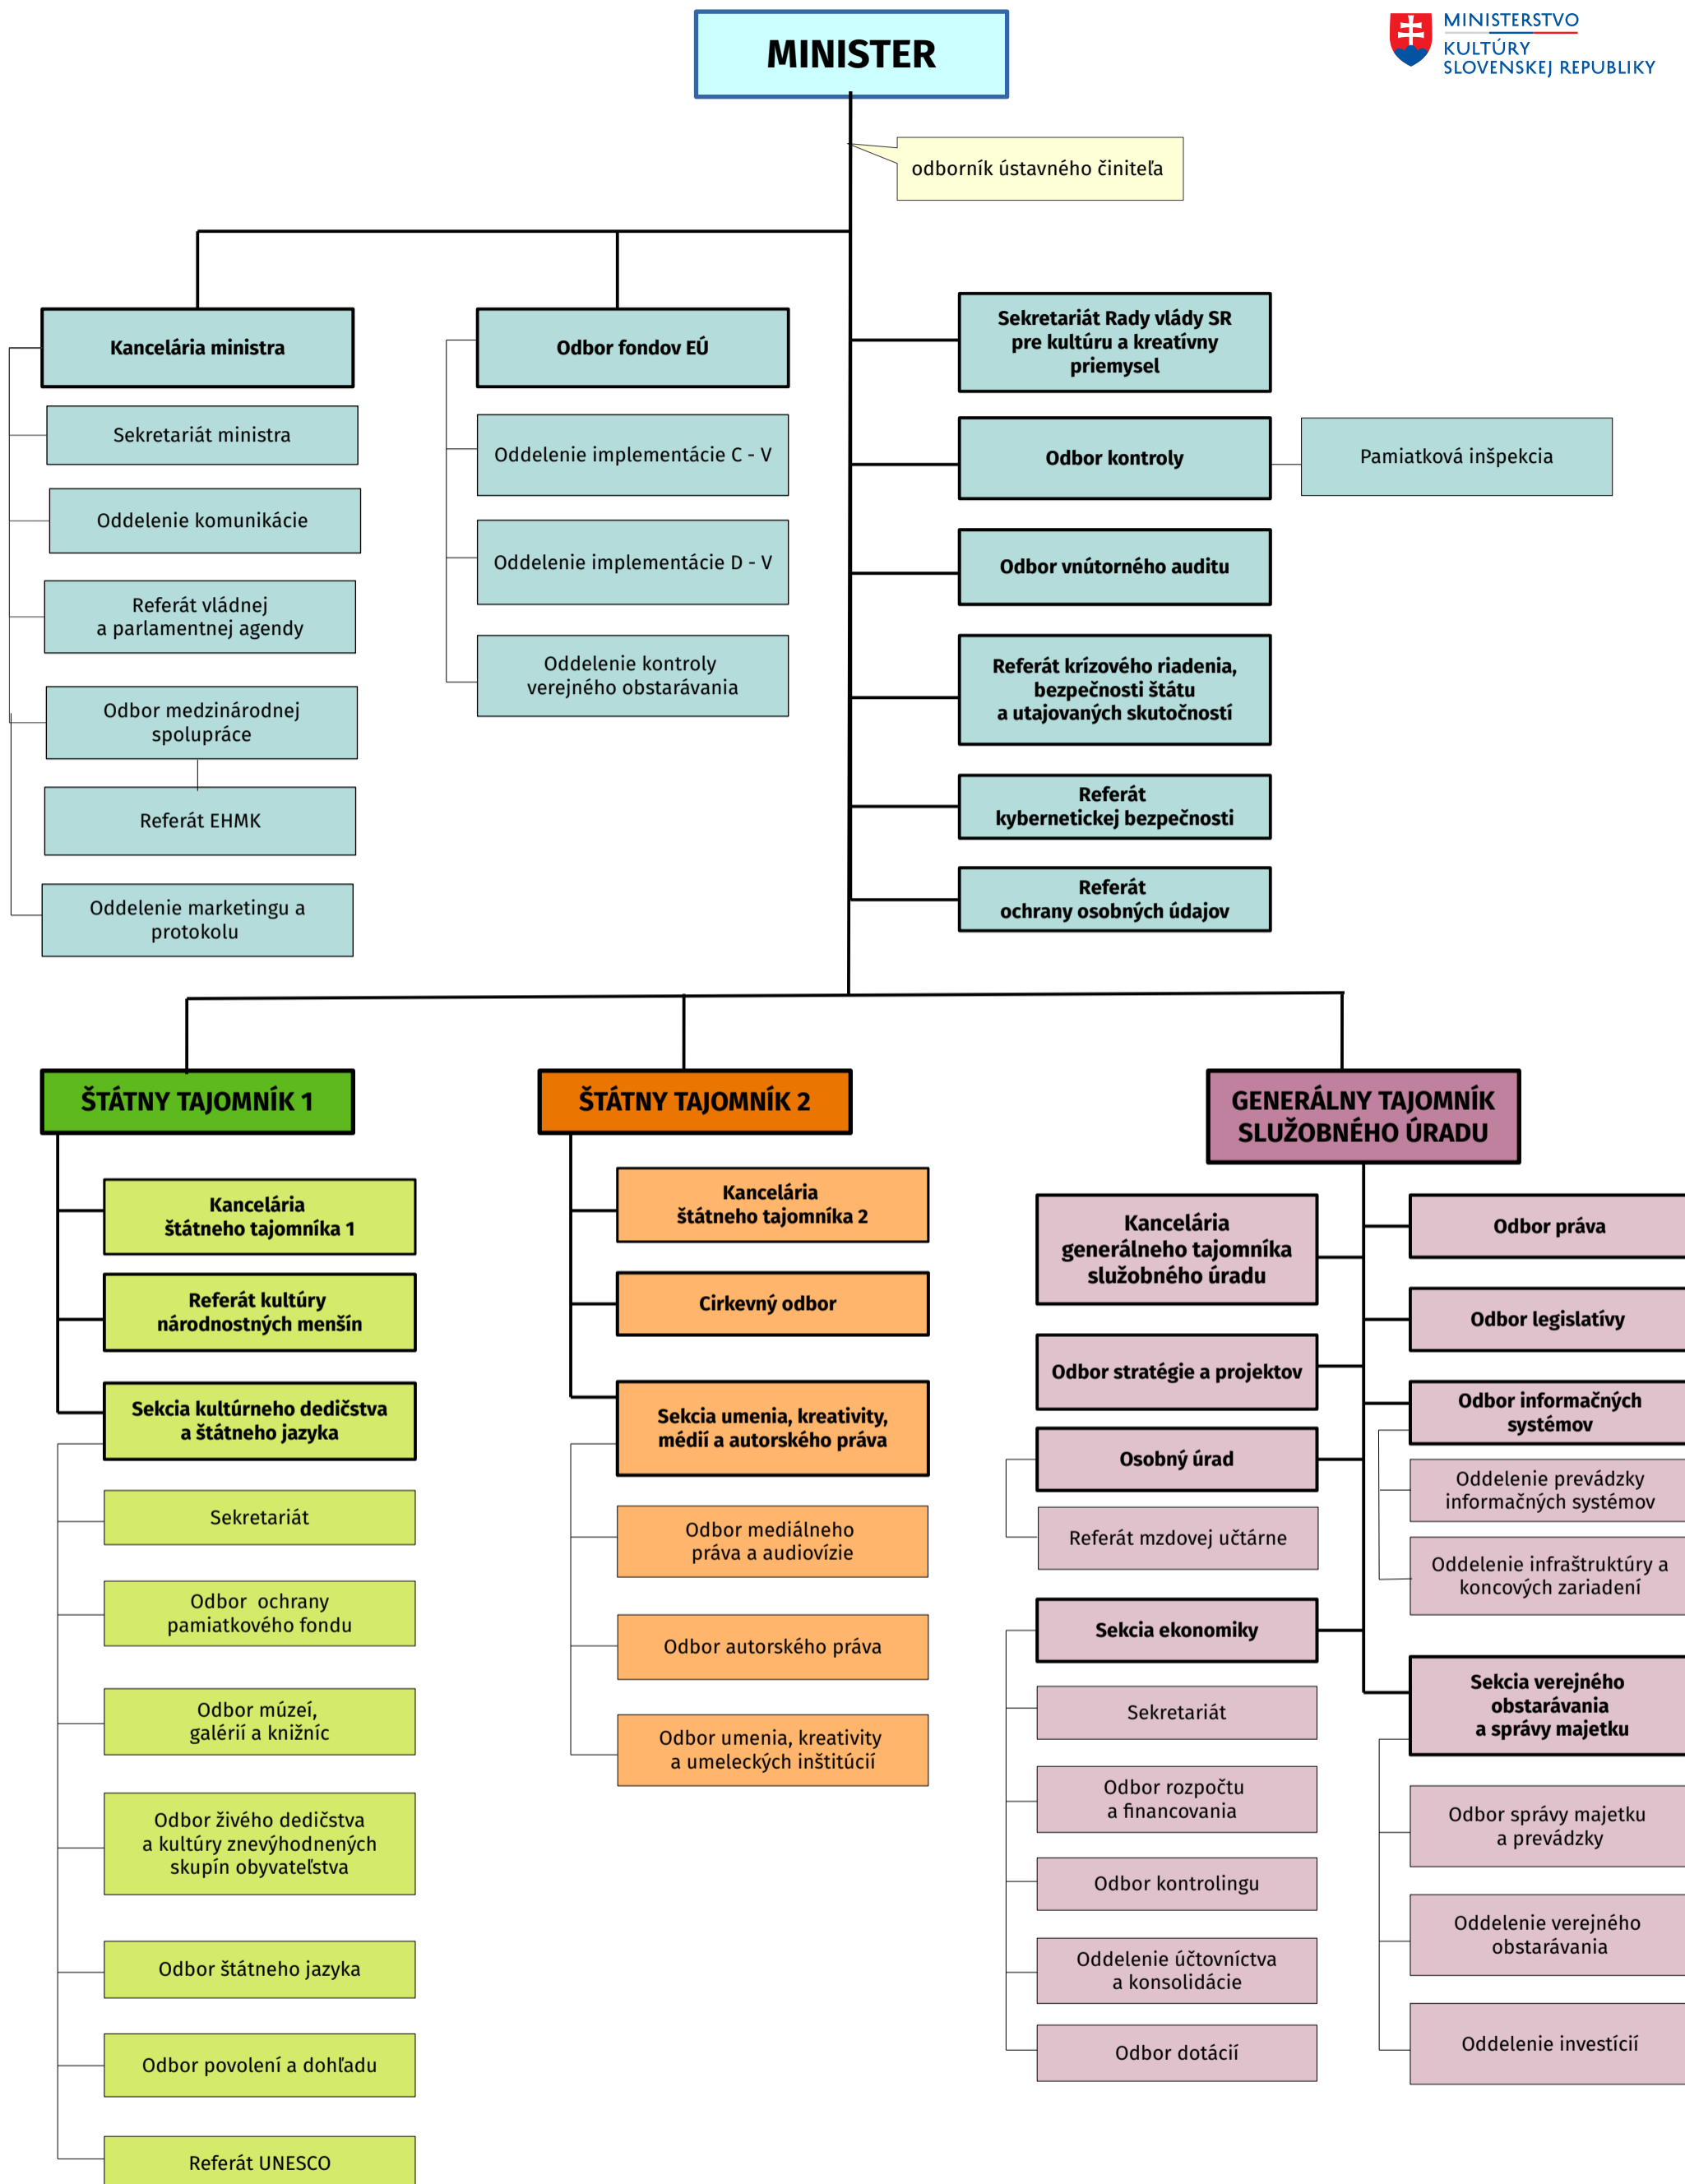 MINISTER
MINISTERSTVO
KULTÚRY
SLOVENSKEJ REPUBLIKY
odborník ústavného činiteľa
Kancelária ministra
Sekretariát ministra
Oddelenie komunikácie
Referát vládnej
a parlamentnej agendy
Odbor medzinárodnej
spolupráce
Referát EHMK
Oddelenie marketingu a
protokolu
Odbor fondov EÚ
Oddelenie implementácie C - V
Oddelenie implementácie D - V
Oddelenie kontroly
verejného obstarávania
Sekretariát Rady vlády SR
pre kultúru a kreatívny
priemysel
Odbor kontroly
Pamiatková inšpekcia
Odbor vnútorného auditu
Referát krízového riadenia,
bezpečnosti štátu
a utajovaných skutočností
Referát
kybernetickej bezpečnosti
Referát
ochrany osobných údajov
ŠTÁTNY TAJOMNÍK 1
Kancelária
štátneho tajomníka 1
Referát kultúry
národnostných menšín
Sekcia kultúrneho dedičstva
a štátneho jazyka
Sekretariát
Odbor ochrany
pamiatkového fondu
Odbor múzeí,
galérií a knižníc
Odbor živého dedičstva
a kultúry znevýhodnených
skupín obyvateľstva
Odbor štátneho jazyka
Odbor povolení a dohľadu
Referát UNESCO
ŠTÁTNY TAJOMNÍK 2
Kancelária
štátneho tajomníka 2
Cirkevný odbor
Sekcia umenia, kreativity,
médií a autorského práva
Odbor mediálneho
práva a audiovízie
Odbor autorského práva
Odbor umenia, kreativity
a umeleckých inštitúcií
GENERÁLNY TAJOMNÍK
SLUŽOBNÉHO ÚRADU
Kancelária
generálneho tajomníka
služobného úradu
Odbor stratégie a projektov
Osobný úrad
Referát mzdovej učtárne
Sekcia ekonomiky
Sekretariát
Odbor rozpočtu
a financovania
Odbor kontrolingu
Oddelenie účtovníctva
a konsolidácie
Odbor dotácií
Odbor práva
Odbor legislatívy
Odbor informačných
systémov
Oddelenie prevádzky
informačných systémov
Oddelenie infraštruktúry a
koncových zariadení
Sekcia verejného
obstarávania
a správy majetku
Odbor správy majetku
a prevádzky
Oddelenie verejného
obstarávania
Oddelenie investícií